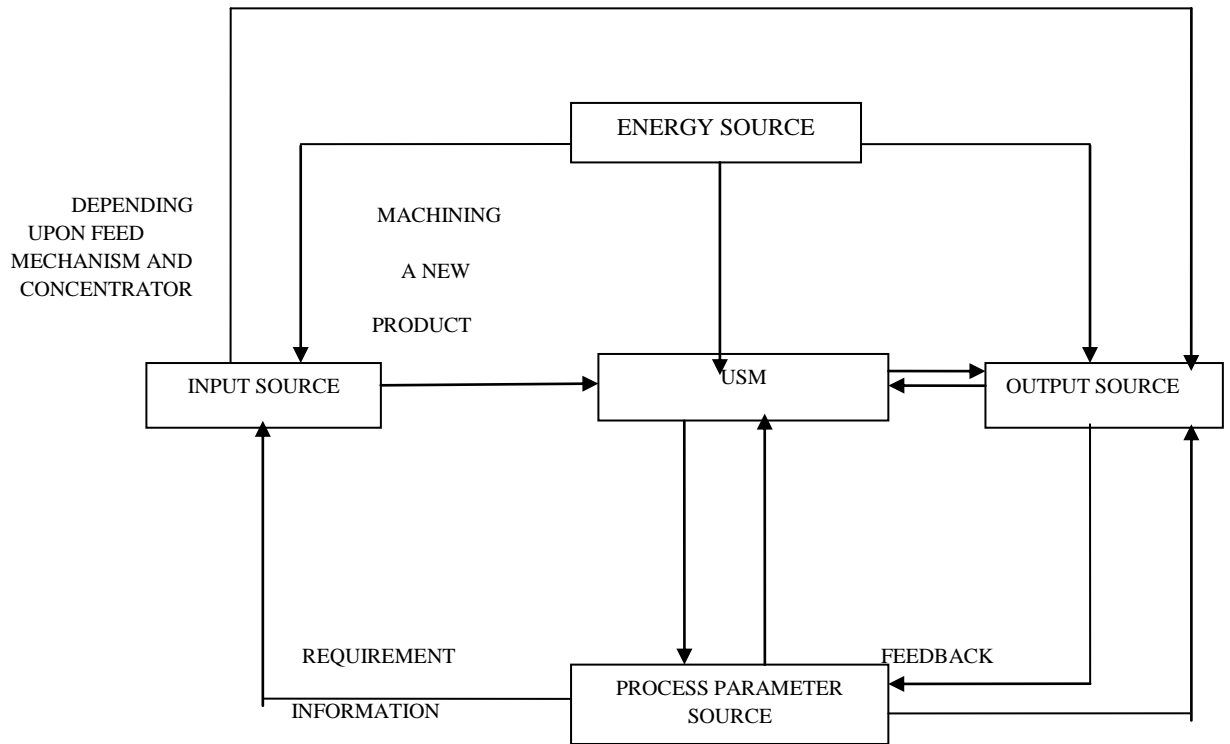 ENERGY SOURCE
DEPENDING
UPON FEED
MECHANISM AND
CONCENTRATOR
MACHINING
A NEW
PRODUCT
INPUT SOURCE
USM
OUTPUT SOURCE
REQUIREMENT
INFORMATION
PROCESS PARAMETER
SOURCE
FEEDBACK